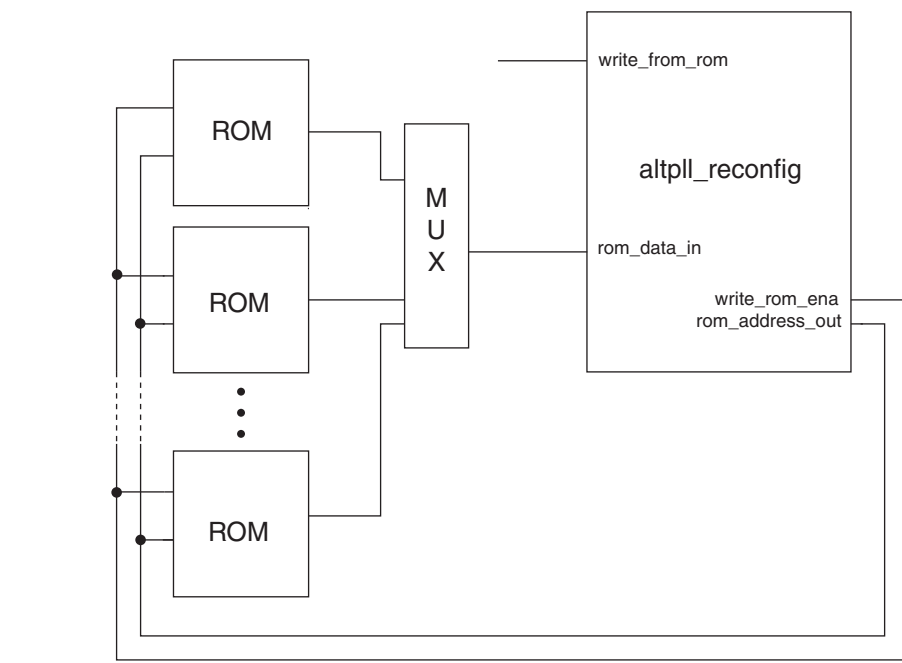 write_from_rom
ROM
altpll_reconfig
M
U
X
rom_data_in
ROM
write_rom_ena
rom_address_out
ROM